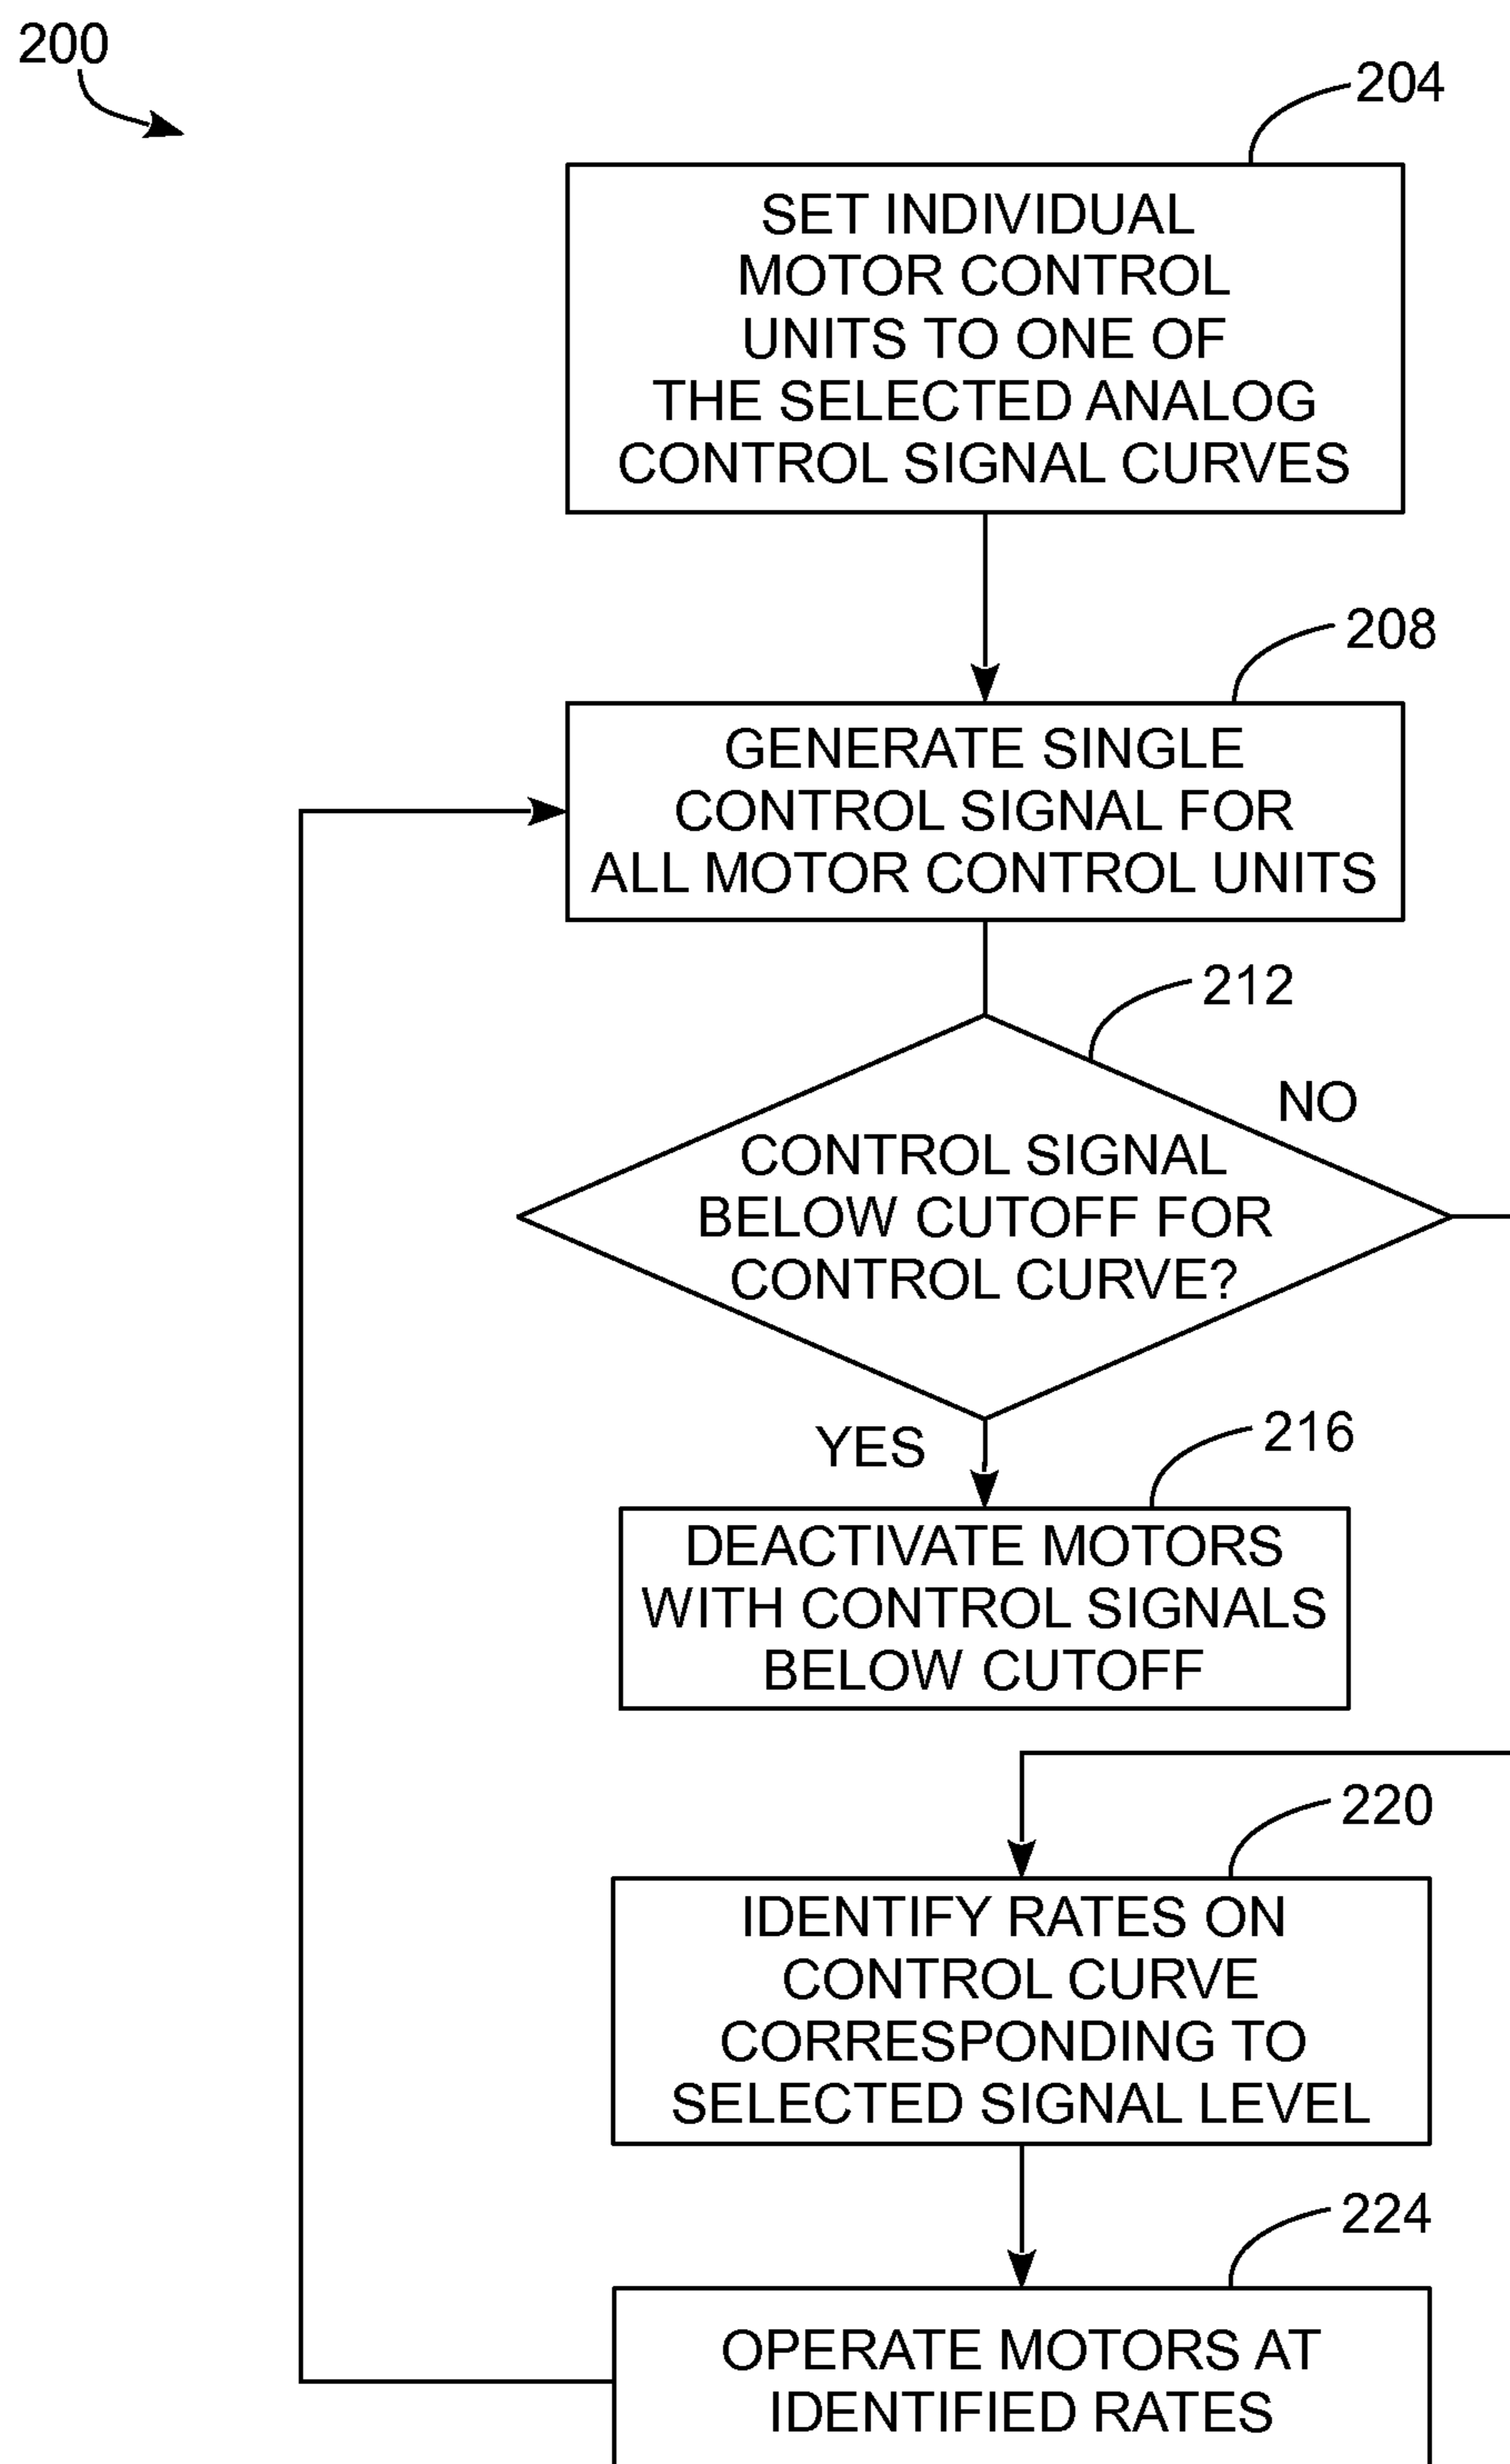 200
204
SET INDIVIDUAL
MOTOR CONTROL
UNITS TO ONE OF
THE SELECTED ANALOG
CONTROL SIGNAL CURVES
208
GENERATE SINGLE
CONTROL SIGNAL FOR
ALL MOTOR CONTROL UNITS
212
NO
CONTROL SIGNAL
BELOW CUTOFF FOR
CONTROL CURVE?
YES
216
DEACTIVATE MOTORS
WITH CONTROL SIGNALS
BELOW CUTOFF
220
IDENTIFY RATES ON
CONTROL CURVE
CORRESPONDING TO
SELECTED SIGNAL LEVEL
224
OPERATE MOTORS AT
IDENTIFIED RATES